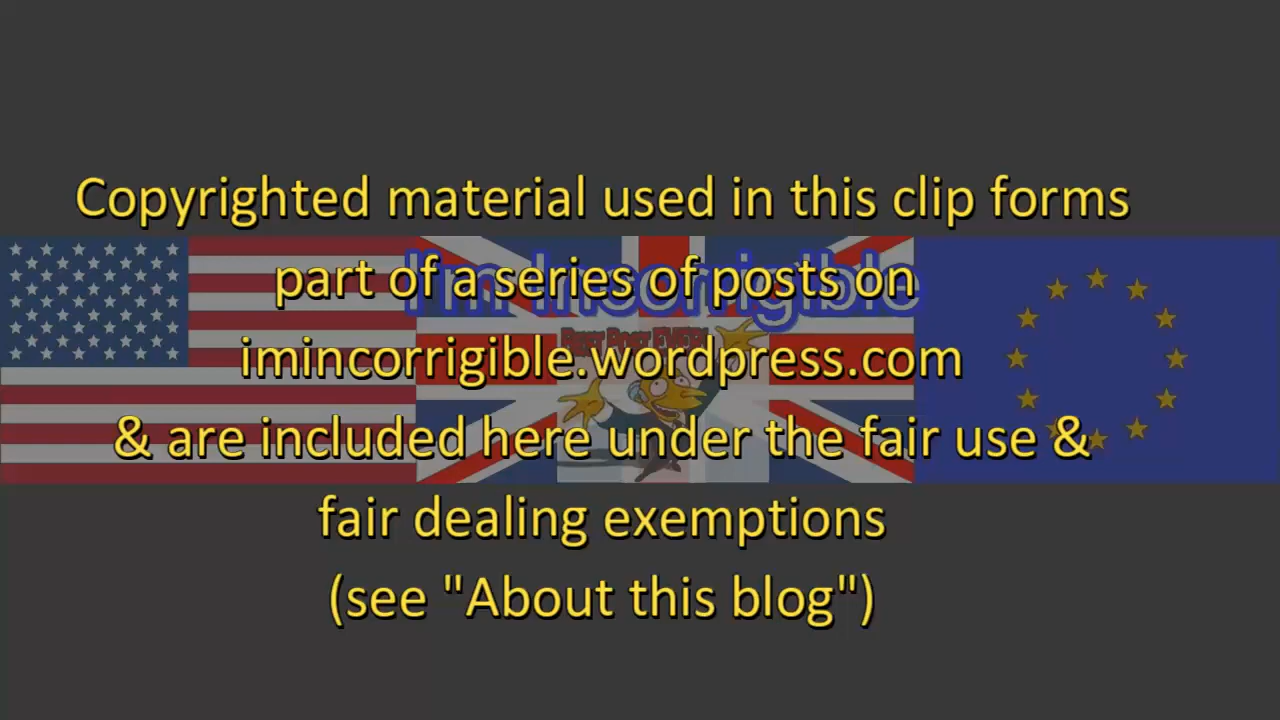 Copyrighted material used in this clip forms
part of a series of posts on
I'm Incorrigible
imincorrigible.wordpress.com
& are included here under the fair use &
fair dealing exemptions
(see "About this blog")